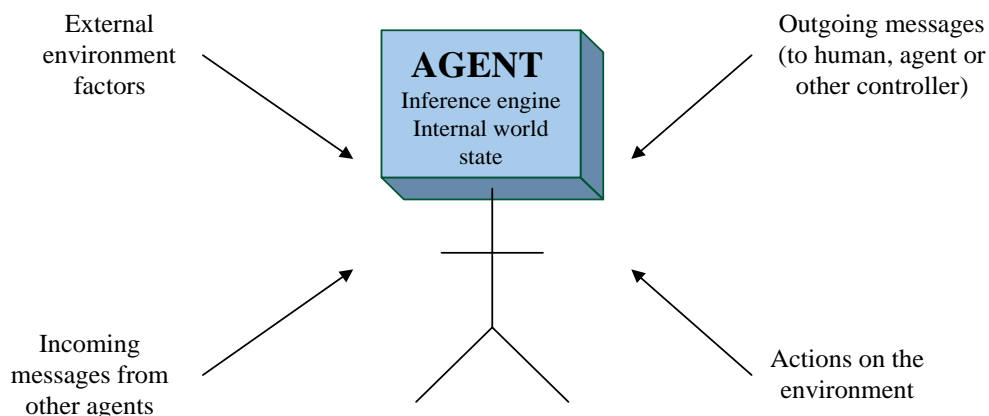 External
environment
factors
AGENT
Inference engine
Internal world
state
Outgoing messages
(to human, agent or
other controller)
Incoming
messages from
other agents
Actions on the
environment